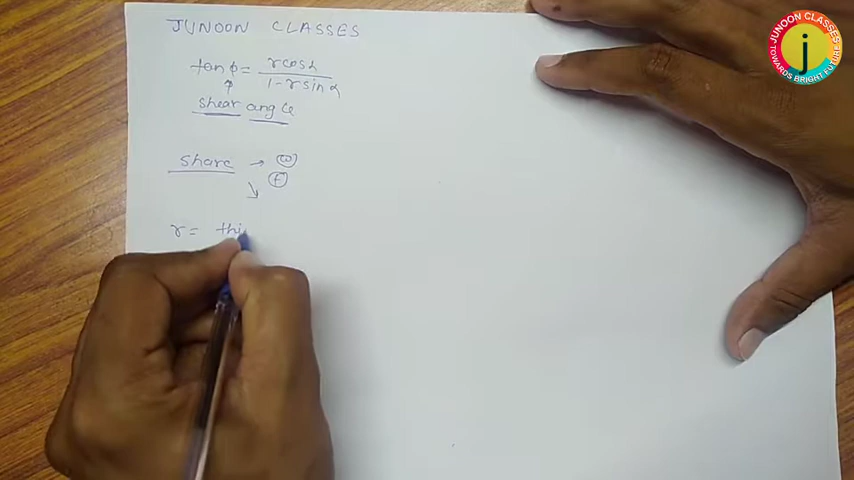 JUNOON CLASSES
tan φ = r cos α / 1 - r sin α
shear angle
share → w
t
r = thi
JUNOON CLASSES
j
TOWARDS BRIGHT FUTURE